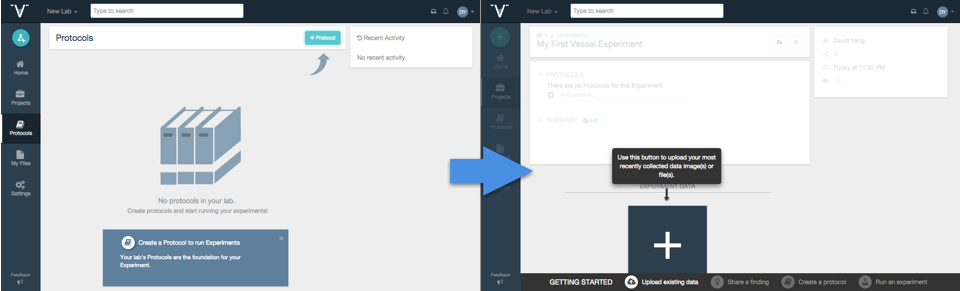 New Lab
Type to search
DY
Protocols
+ Protocol
Recent Activity
No recent activity
Home
Projects
Protocols
My Files
Settings
No protocols in your lab.
Create protocols and start running your experiments!
Create a Protocol to run Experiments
Your lab's Protocols are the foundation for your
Experiment.
Feedback
New Lab
Type to search
DY
EXPERIMENT
My First Vessel Experiment
David Yang
Today at 11:32 PM
Home
Projects
Protocols
PROTOCOLS
There are no Protocols for this Experiment
SUMMARY
edit
Use this button to upload your most
recently collected data image(s) or
file(s).
EXPERIMENT DATA
Feedback
GETTING STARTED
Upload existing data
Share a finding
Create a protocol
Run an experiment